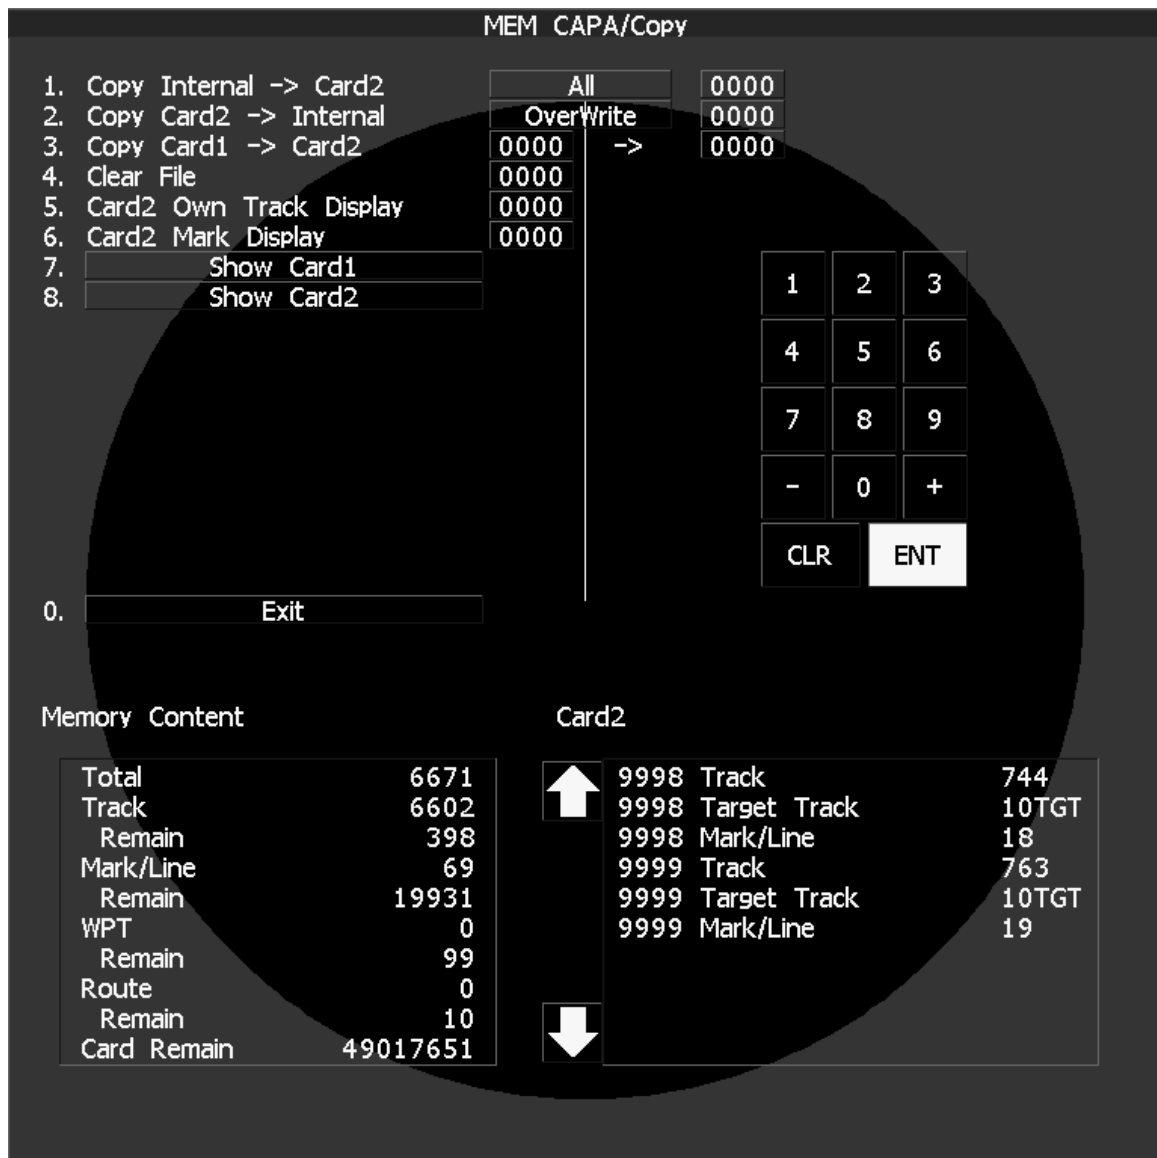 MEM CAPA/Copy
1. Copy Internal -> Card2 All 0000
2. Copy Card2 -> Internal OverWrite 0000
3. Copy Card1 -> Card2 0000 -> 0000
4. Clear File 0000
5. Card2 Own Track Display 0000
6. Card2 Mark Display 0000
7. Show Card1
8. Show Card2
1 2 3
4 5 6
7 8 9
- 0 +
CLR ENT
0. Exit
Memory Content
Total 6671
Track 6602
Remain 398
Mark/Line 69
Remain 19931
WPT 0
Remain 99
Route 0
Remain 10
Card Remain 49017651
Card2
9998 Track 744
9998 Target Track 10TGT
9998 Mark/Line 18
9999 Track 763
9999 Target Track 10TGT
9999 Mark/Line 19